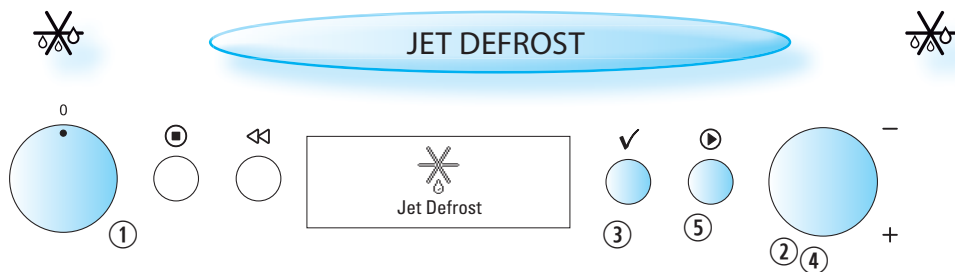 JET DEFROST
0
Jet Defrost
−
+
① ③ ⑤ ② ④